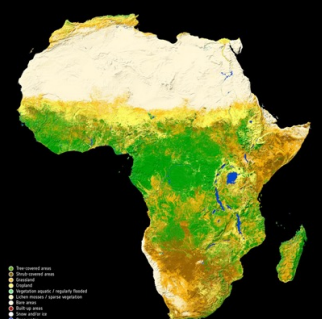 Tree-covered areas
Shrub-covered areas
Grassland
Cropland
Vegetation aquatic / regularly flooded
Lichen mosses / sparse vegetation
Bare areas
Built-up areas
Snow and/or ice